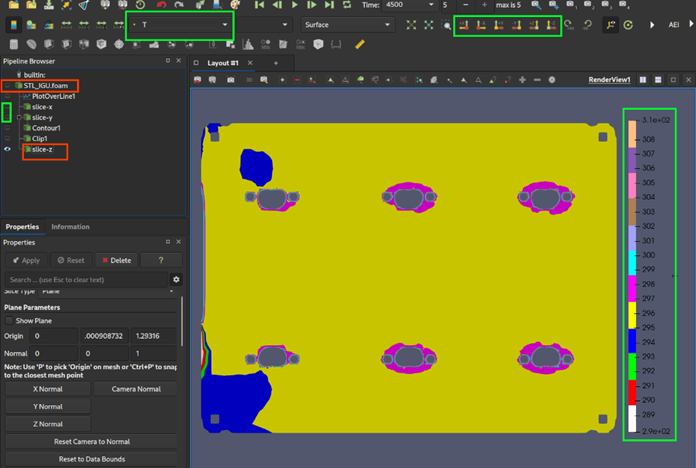 Time: 4500
5
max is 5
T
Surface
AEI
Pipeline Browser
builtin:
STL_IGU.foam
PlotOverLine1
slice-x
slice-y
Contour1
Clip1
slice-z
Layout #1
RenderView1
3.1e+02
308
307
306
305
304
302
301
300
299
298
297
296
295
294
293
292
291
290
289
2.9e+02
Properties
Information
Properties
Apply
Reset
Delete
?
Search ... (use Esc to clear text)
Slice Type
Plane
Plane Parameters
Show Plane
Origin 0 .000908732 1.29316
Normal 0 0 1
Note: Use 'P' to pick 'Origin' on mesh or 'Ctrl+P' to snap
to the closest mesh point
X Normal
Camera Normal
Y Normal
Z Normal
Reset Camera to Normal
Reset to Data Bounds